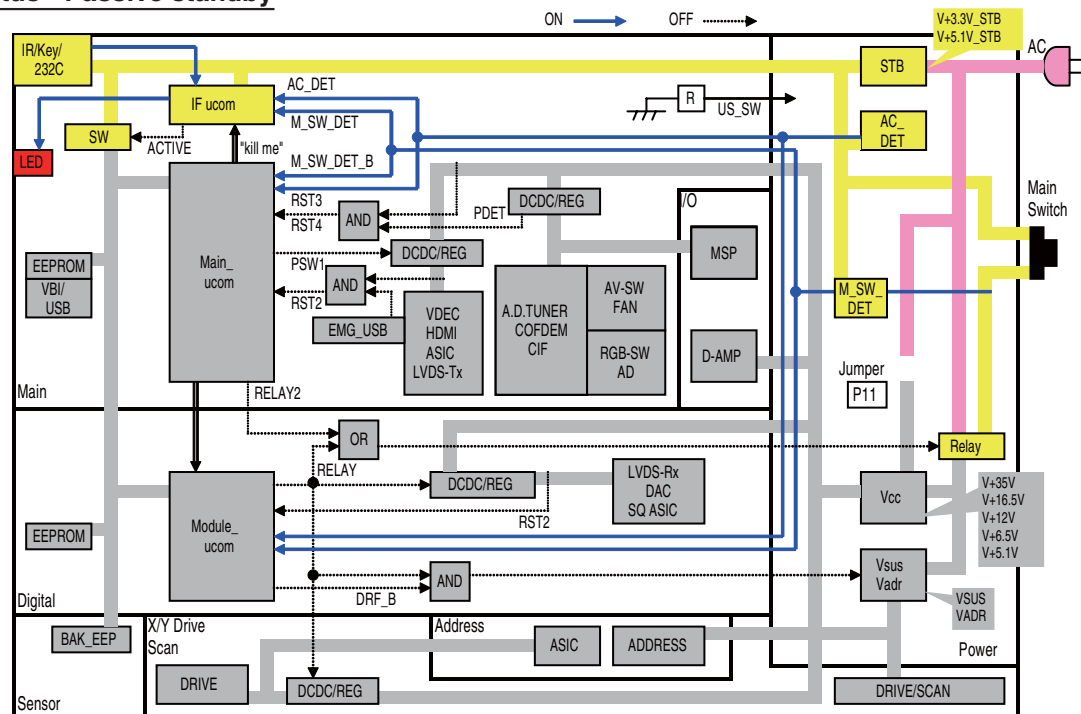 Passive standby
ON
OFF
V+3.3V_STB
V+5.1V_STB
IR/Key/
232C
STB
AC
IF ucom
AC_DET
M_SW_DET
R
US_SW
AC_
DET
SW
ACTIVE
"kill me"
LED
M_SW_DET_B
Main
Switch
RST3
RST4
AND
PDET
DCDC/REG
I/O
Main_
ucom
PSW1
DCDC/REG
MSP
EEPROM
VBI/
USB
RST2
AND
EMG_USB
VDEC
HDMI
ASIC
LVDS-Tx
A.D.TUNER
COFDEM
CIF
AV-SW
FAN
RGB-SW
AD
M_SW_
DET
D-AMP
Jumper
P11
Main
RELAY2
OR
Relay
RELAY
DCDC/REG
LVDS-Rx
DAC
SQ ASIC
Vcc
V+35V
V+16.5V
V+12V
V+6.5V
V+5.1V
RST2
EEPROM
Module_
ucom
AND
DRF_B
Vsus
Vadr
VSUS
VADR
Digital
BAK_EEP
X/Y Drive
Scan
Address
ASIC
ADDRESS
Power
DRIVE
DCDC/REG
DRIVE/SCAN
Sensor